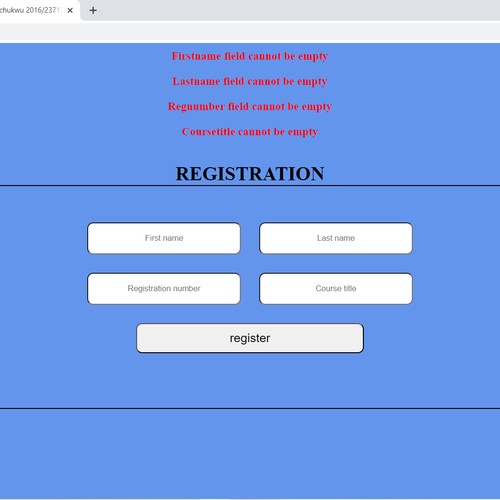 chukwu 2016/2371
Firstname field cannot be empty
Lastname field cannot be empty
Regnumber field cannot be empty
Coursetitle cannot be empty
REGISTRATION
First name
Last name
Registration number
Course title
register